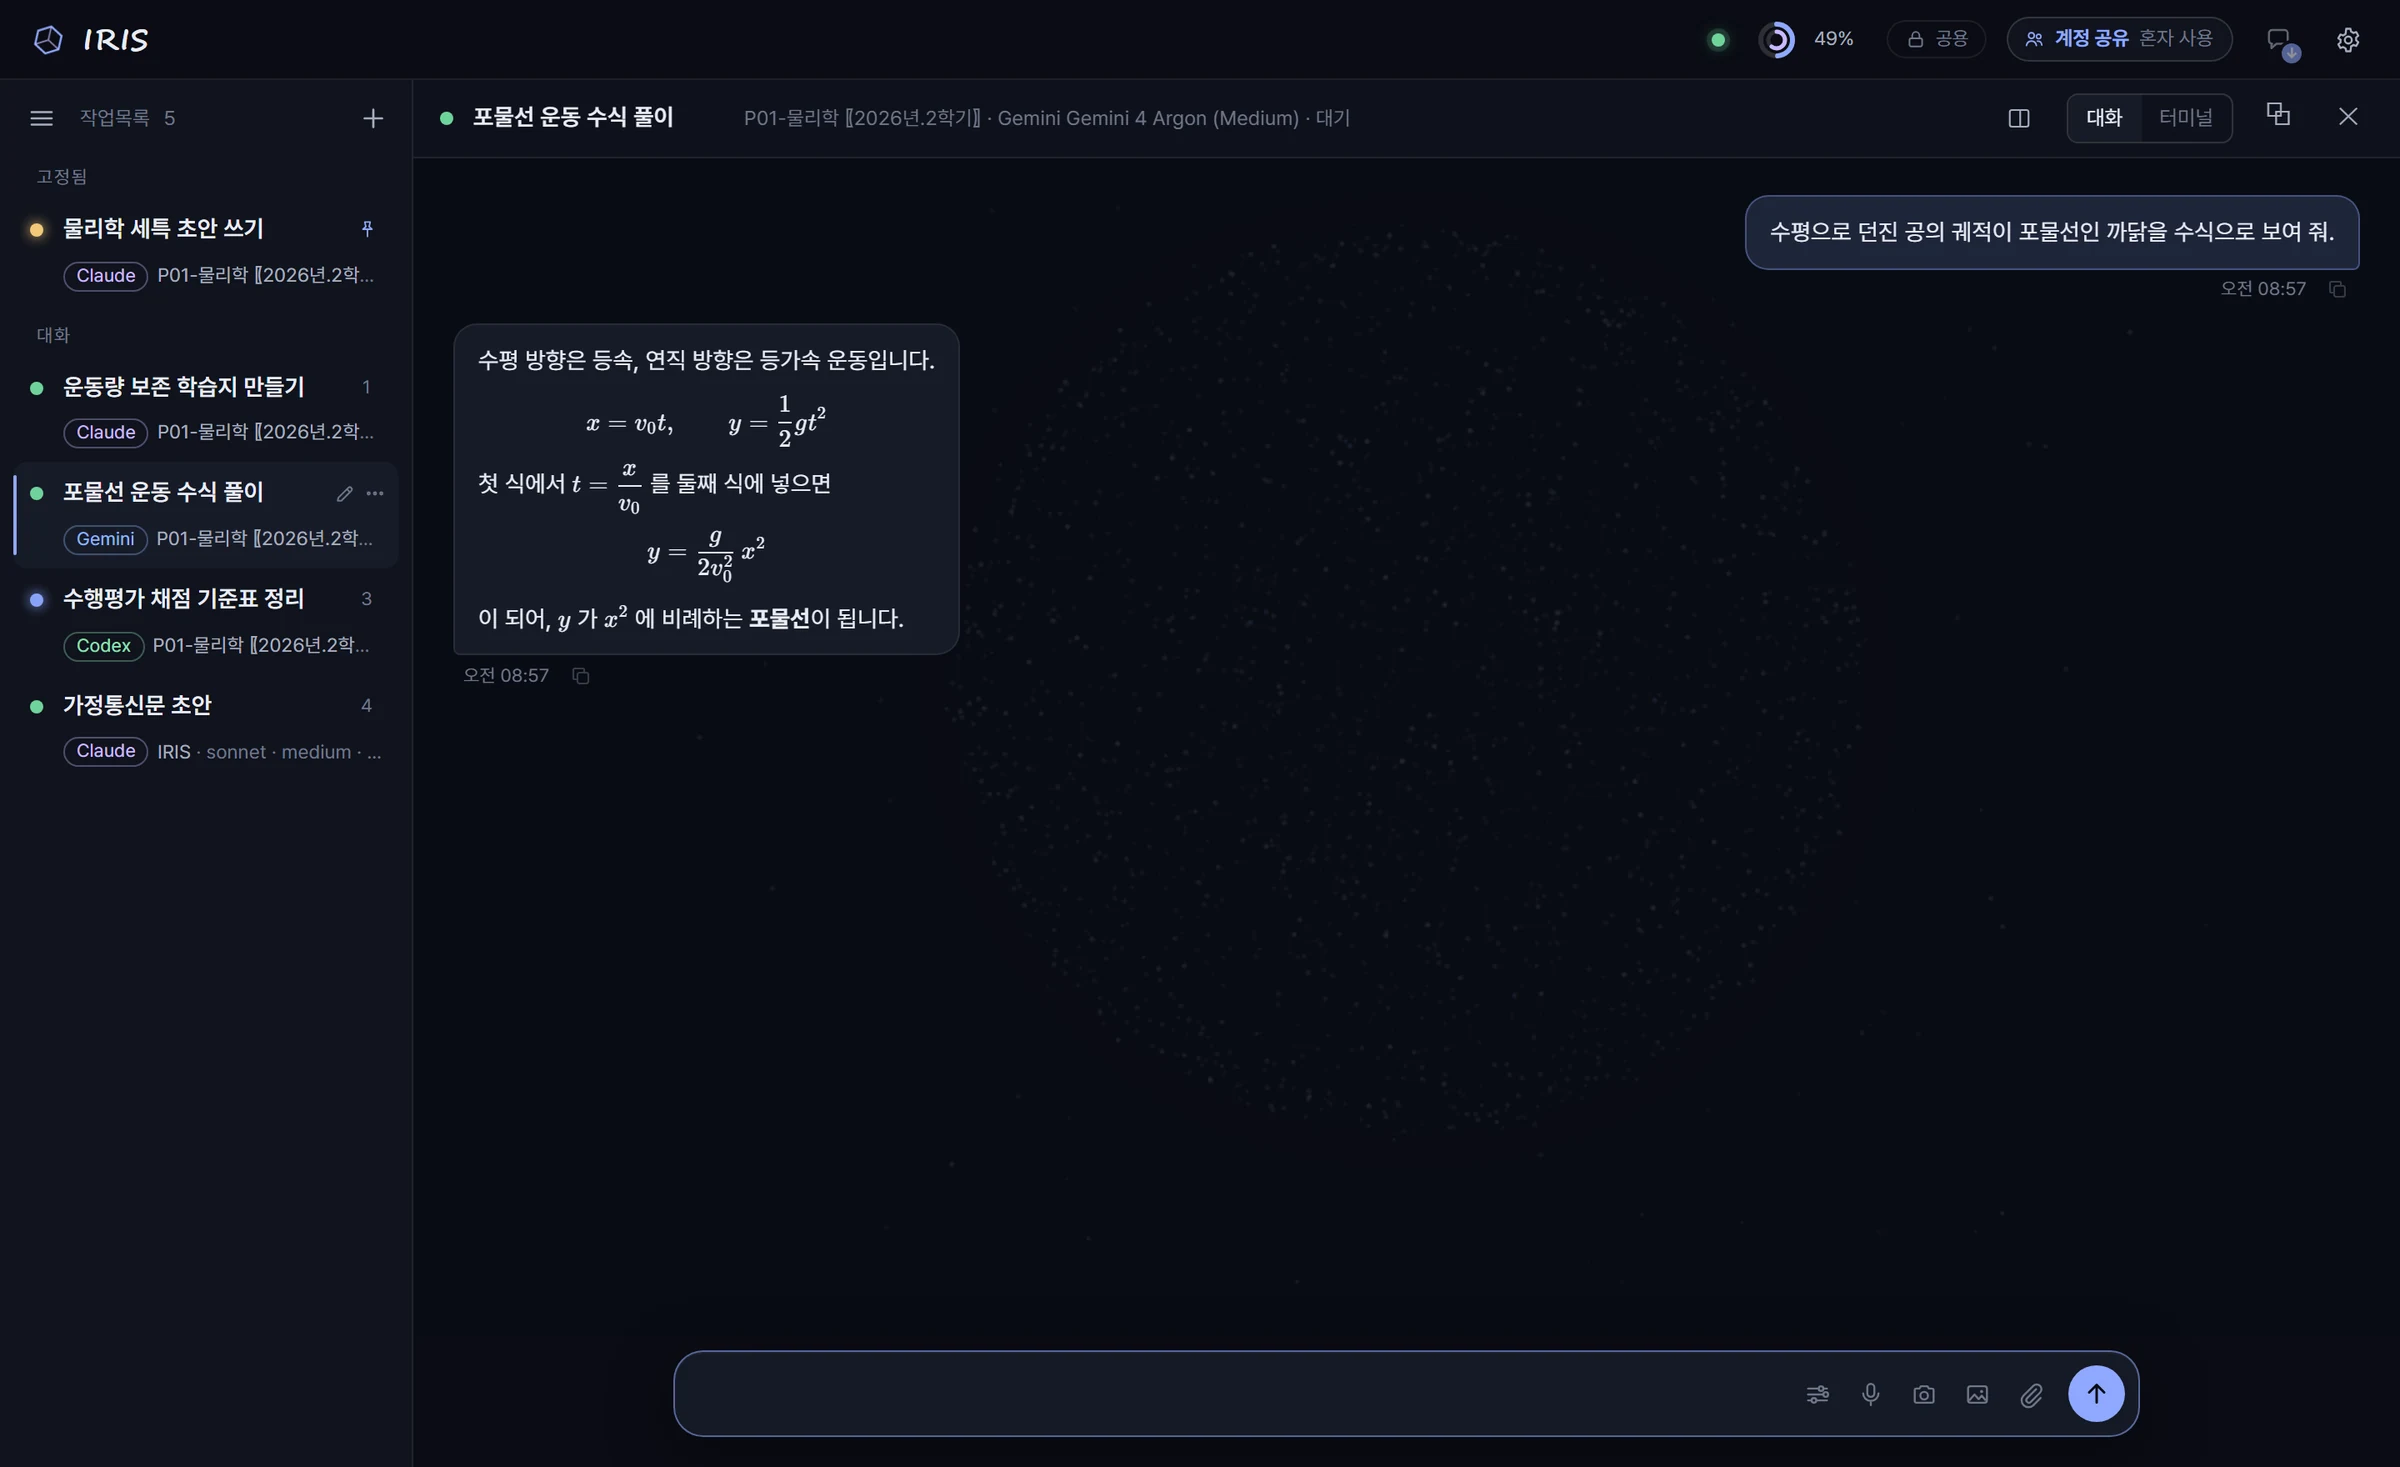 IRIS
49%
공용
계정 공유 혼자 사용
작업목록 5
고정됨
물리학 세특 초안 쓰기
Claude P01-물리학 〖2026년.2학...
대화
운동량 보존 학습지 만들기 1
Claude P01-물리학 〖2026년.2학...
포물선 운동 수식 풀이
Gemini P01-물리학 〖2026년.2학...
수행평가 채점 기준표 정리 3
Codex P01-물리학 〖2026년.2학...
가정통신문 초안 4
Claude IRIS · sonnet · medium · ...
포물선 운동 수식 풀이 P01-물리학 〖2026년.2학기〗 · Gemini Gemini 4 Argon (Medium) · 대기
대화 터미널
수평으로 던진 공의 궤적이 포물선인 까닭을 수식으로 보여 줘.
오전 08:57
수평 방향은 등속, 연직 방향은 등가속 운동입니다.
x = v₀t, y = 1/2 gt²
첫 식에서 t = x/v₀ 를 둘째 식에 넣으면
y = g/2v₀² x²
이 되어, y 가 x² 에 비례하는 포물선이 됩니다.
오전 08:57